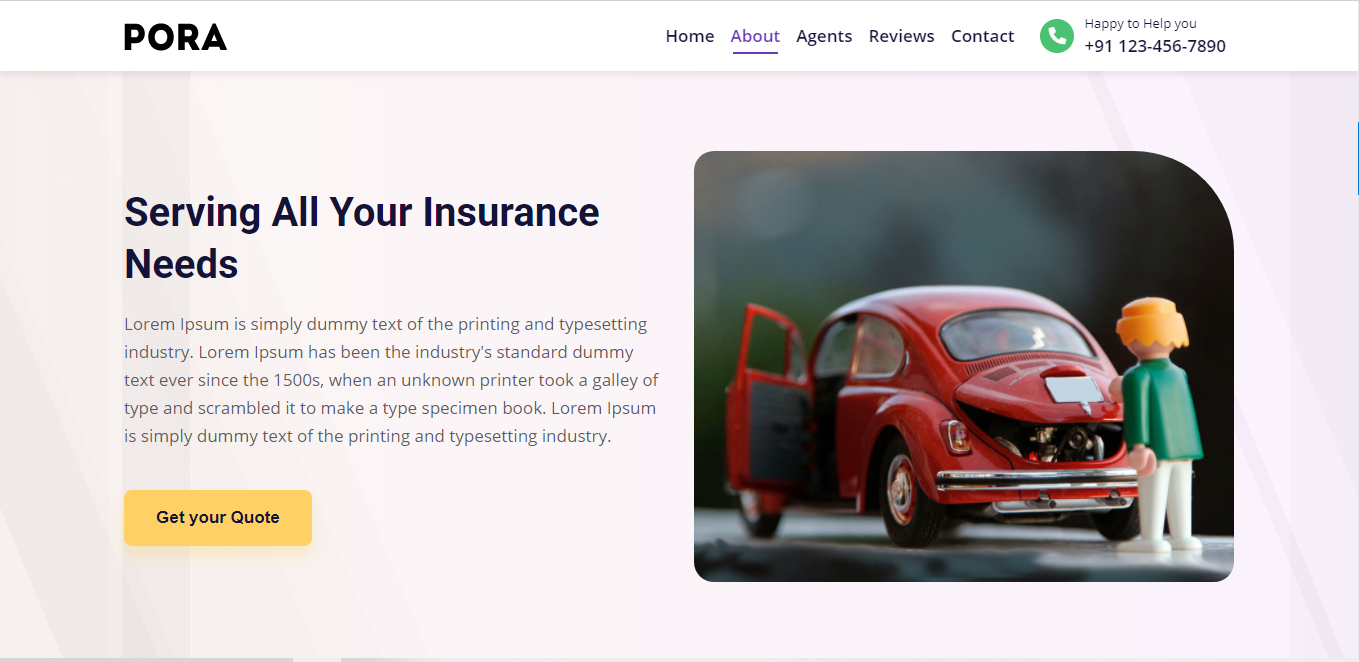 PORA
Home About Agents Reviews Contact
Happy to Help you
+91 123-456-7890
Serving All Your Insurance
Needs
Lorem Ipsum is simply dummy text of the printing and typesetting
industry. Lorem Ipsum has been the industry's standard dummy
text ever since the 1500s, when an unknown printer took a galley of
type and scrambled it to make a type specimen book. Lorem Ipsum
is simply dummy text of the printing and typesetting industry.
Get your Quote